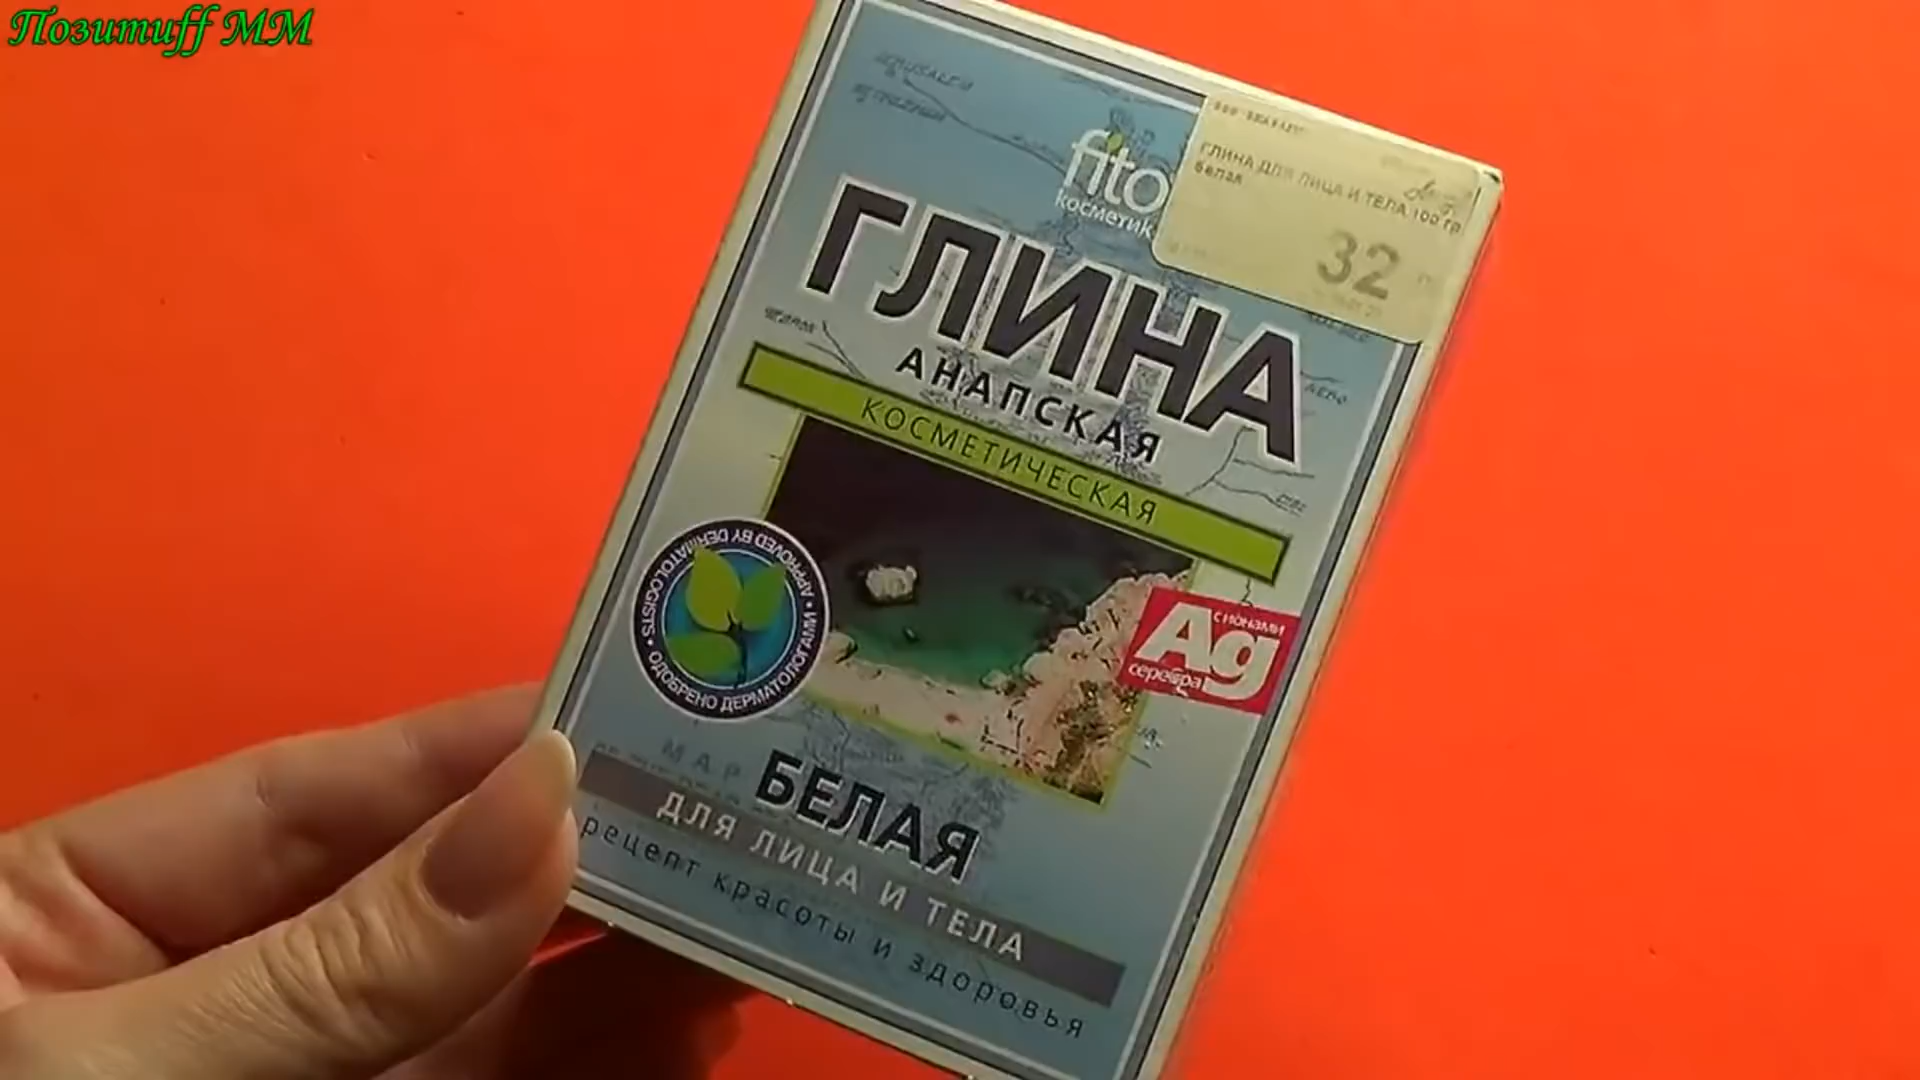 Позитиff ММ
fito
косметик
ГЛИНА ДЛЯ ЛИЦА И ТЕЛА 100 гр
белая
32
ГЛИНА
АНАПСКАЯ
КОСМЕТИЧЕСКАЯ
APPROVED BY DERMATOLOGISTS • ОДОБРЕНО ДЕРМАТОЛОГАМИ •
с ионами
Ag
серебра
БЕЛАЯ
ДЛЯ ЛИЦА И ТЕЛА
рецепт красоты и здоровья